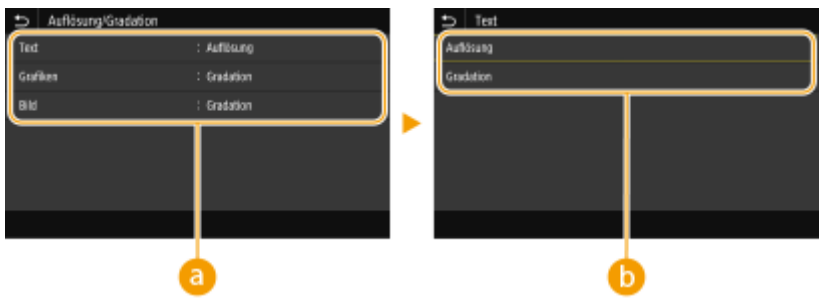 Auflösung/Gradation
Text : Auflösung
Grafiken : Gradation
Bild : Gradation
a
Text
Auflösung
Gradation
b